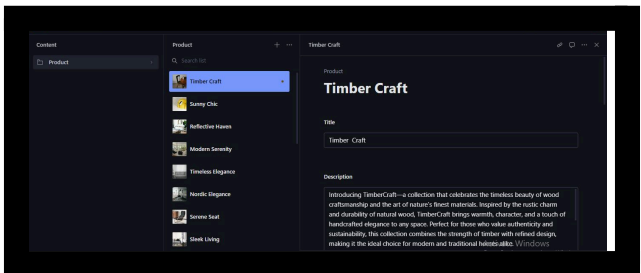 Content
Product
Product
Timber Craft
Sunny Chic
Reflective Haven
Modern Serenity
Timeless Elegance
Nordic Elegance
Serene Seat
Sleek Living
Timber Craft
Product
Timber Craft
Title
Timber Craft
Description
Introducing TimberCraft—a collection that celebrates the timeless beauty of wood
craftsmanship and the art of nature's finest materials. Inspired by the rustic charm
and durability of natural wood, TimberCraft brings warmth, character, and a touch of
handcrafted elegance to any space. Perfect for those who value authenticity and
sustainability, this collection combines the strength of timber with refined design,
making it the ideal choice for modern and traditional homes alike. Windows